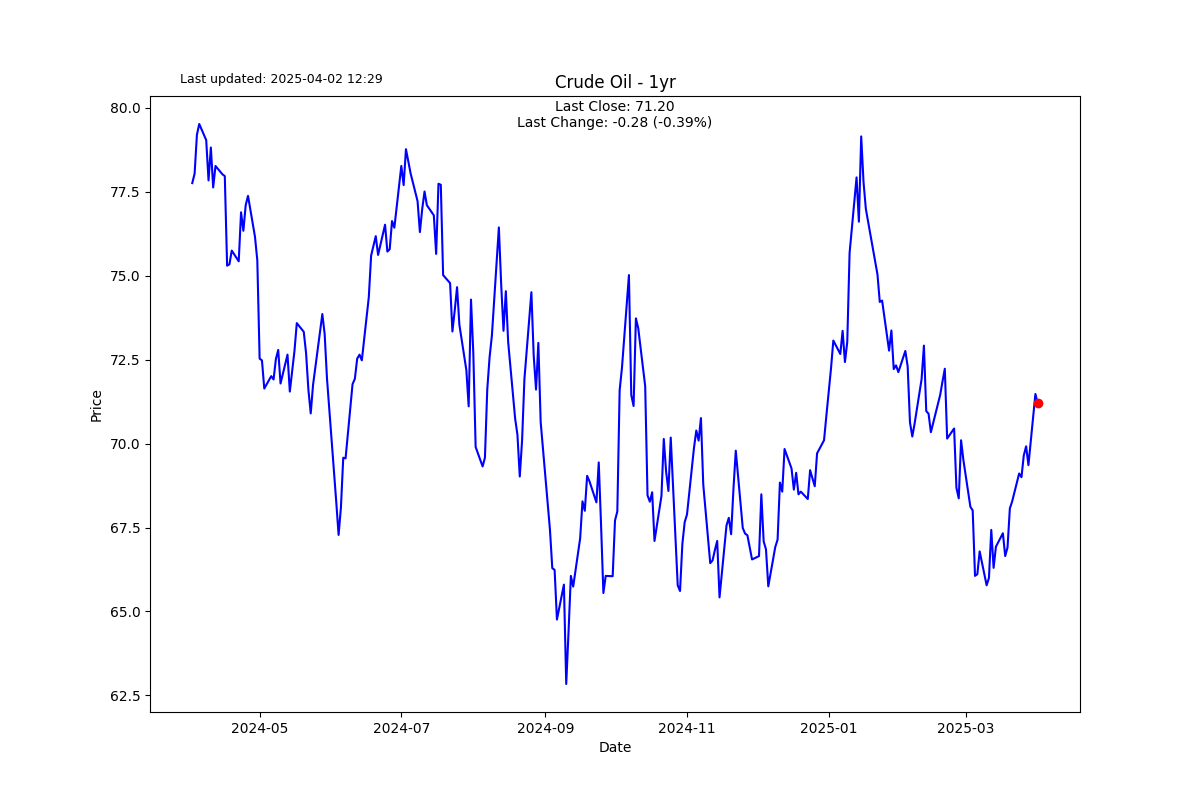 Last updated: 2025-04-02 12:29
Crude Oil - 1yr
Last Close: 71.20
Last Change: -0.28 (-0.39%)
80.0
77.5
75.0
72.5
70.0
67.5
65.0
62.5
Price
2024-05
2024-07
2024-09
2024-11
2025-01
2025-03
Date